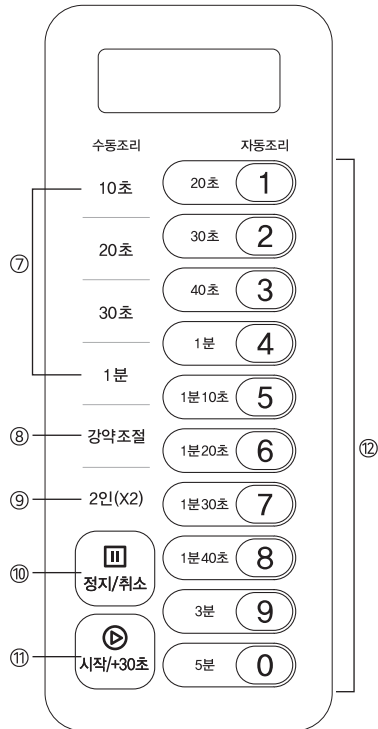 수동조리 자동조리
⑦
10초
20초
30초
1분
⑧ 강약조절
⑨ 2인(X2)
⑩ 정지/취소
⑪ 시작/+30초
20초 1
30초 2
40초 3
1분 4
1분10초 5
1분20초 6
1분30초 7
1분40초 8
3분 9
5분 0
⑫